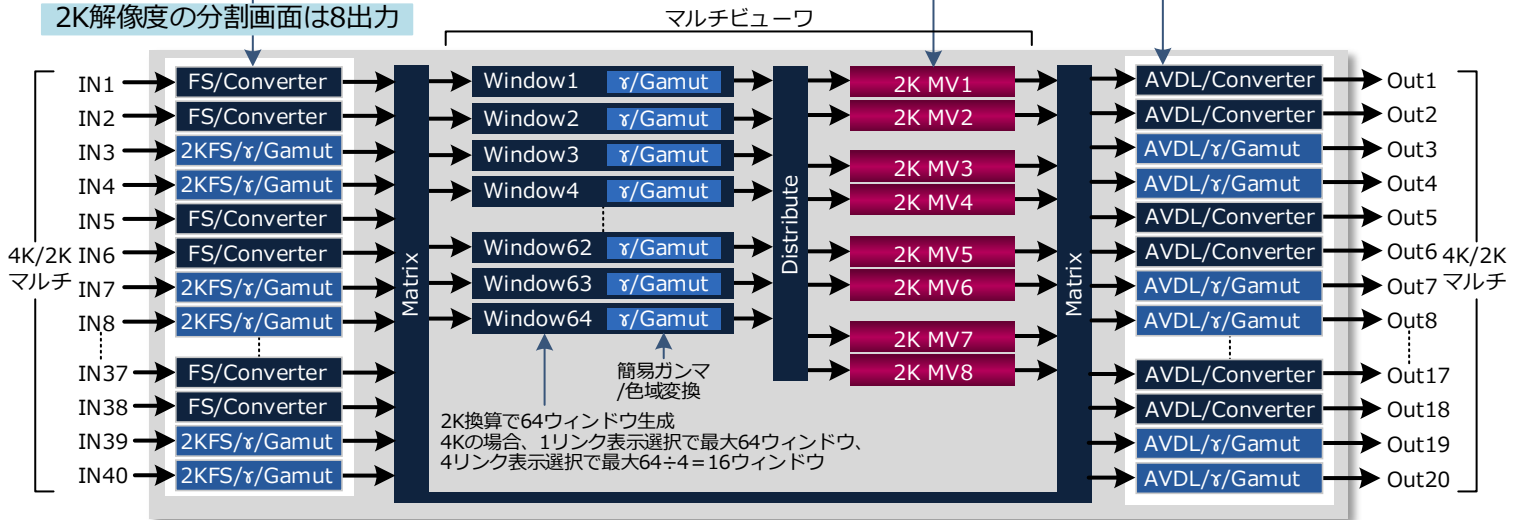 2K解像度の分割画面は8出力
マルチビューワ
4K/2K
マルチ
IN1
IN2
IN3
IN4
IN5
IN6
IN7
IN8
IN37
IN38
IN39
IN40
FS/Converter
FS/Converter
2KFS/ɤ/Gamut
2KFS/ɤ/Gamut
FS/Converter
FS/Converter
2KFS/ɤ/Gamut
2KFS/ɤ/Gamut
FS/Converter
FS/Converter
2KFS/ɤ/Gamut
2KFS/ɤ/Gamut
Matrix
Window1 ɤ/Gamut
Window2 ɤ/Gamut
Window3 ɤ/Gamut
Window4 ɤ/Gamut
Window62 ɤ/Gamut
Window63 ɤ/Gamut
Window64 ɤ/Gamut
簡易ガンマ
/色域変換
2K換算で64ウィンドウ生成
4Kの場合、1リンク表示選択で最大64ウィンドウ、
4リンク表示選択で最大64÷4＝16ウィンドウ
Distribute
2K MV1
2K MV2
2K MV3
2K MV4
2K MV5
2K MV6
2K MV7
2K MV8
Matrix
AVDL/Converter
AVDL/Converter
AVDL/ɤ/Gamut
AVDL/ɤ/Gamut
AVDL/Converter
AVDL/Converter
AVDL/ɤ/Gamut
AVDL/ɤ/Gamut
AVDL/Converter
AVDL/Converter
AVDL/ɤ/Gamut
AVDL/ɤ/Gamut
Out1
Out2
Out3
Out4
Out5
Out6
Out7
Out8
Out17
Out18
Out19
Out20
4K/2K
マルチ